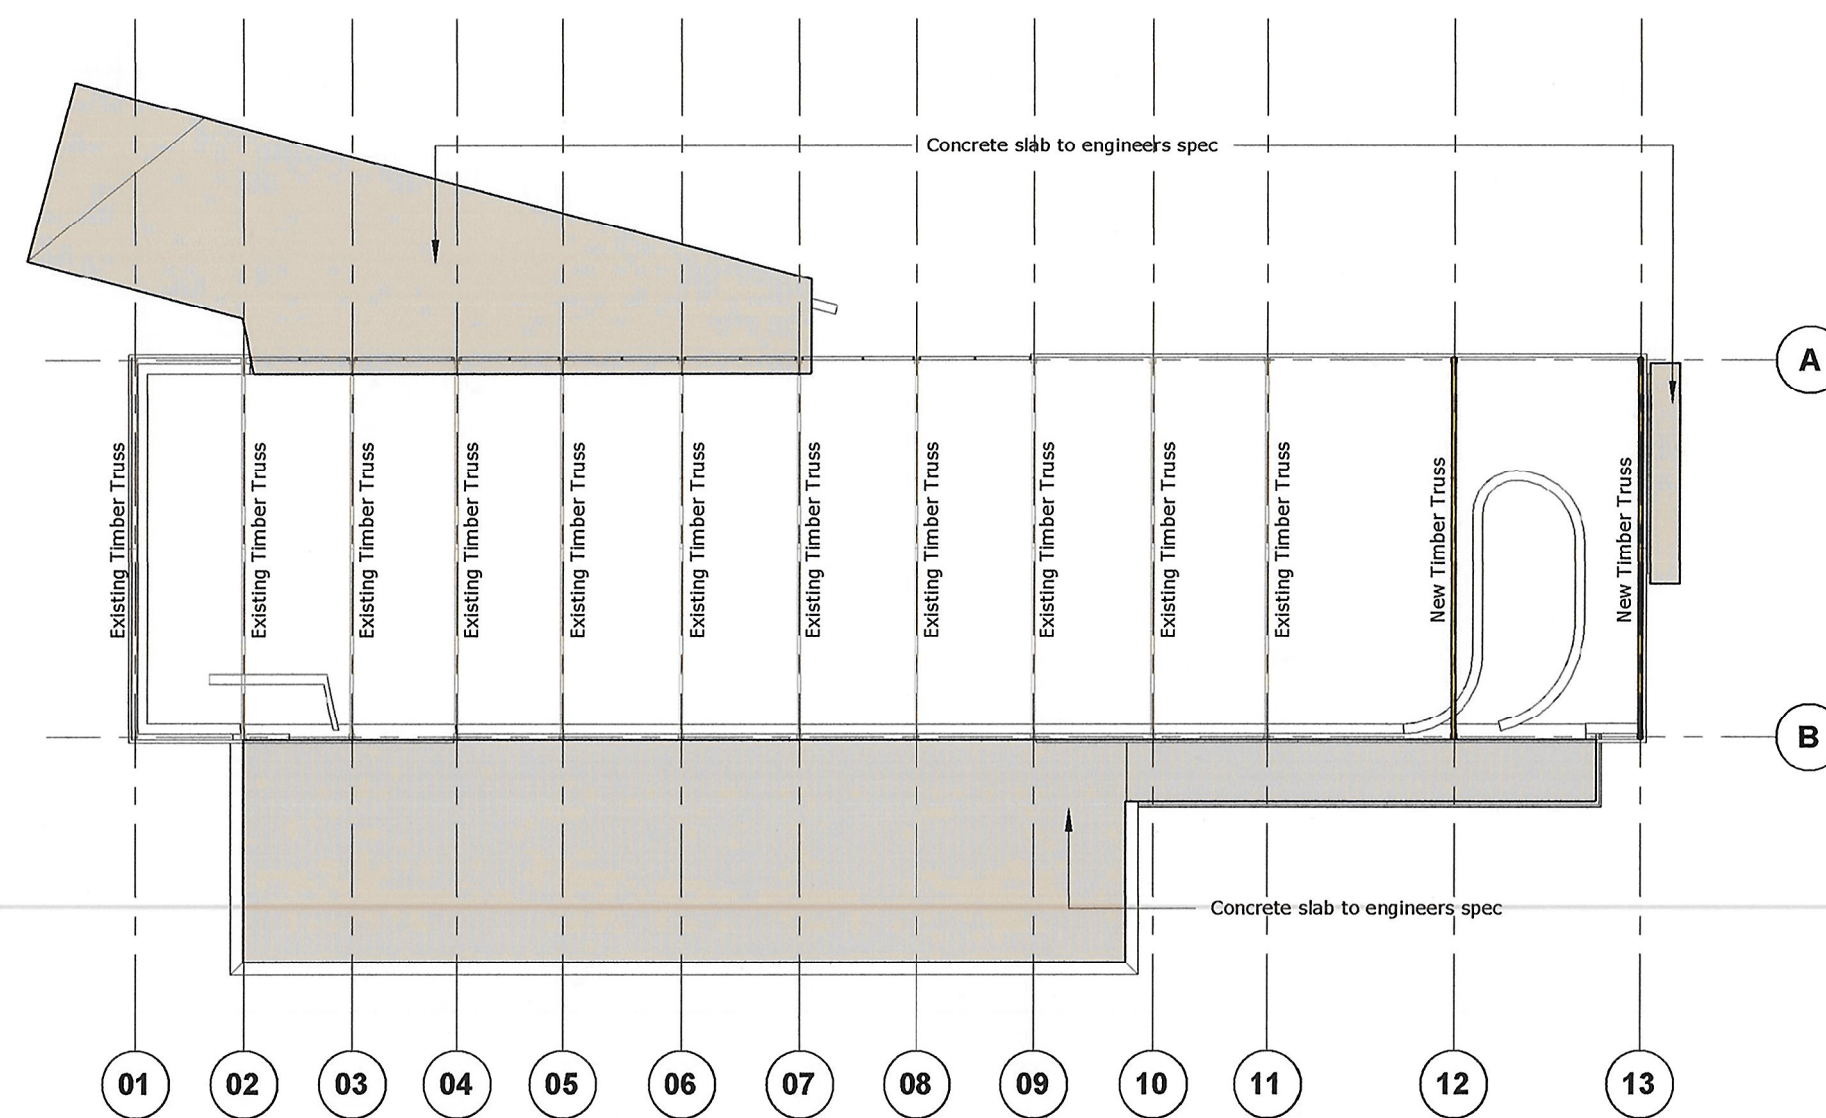 Concrete slab to engineers spec
A
Existing Timber Truss
Existing Timber Truss
Existing Timber Truss
Existing Timber Truss
Existing Timber Truss
Existing Timber Truss
Existing Timber Truss
Existing Timber Truss
Existing Timber Truss
Existing Timber Truss
Existing Timber Truss
New Timber Truss
New Timber Truss
B
Concrete slab to engineers spec
01
02
03
04
05
06
07
08
09
10
11
12
13